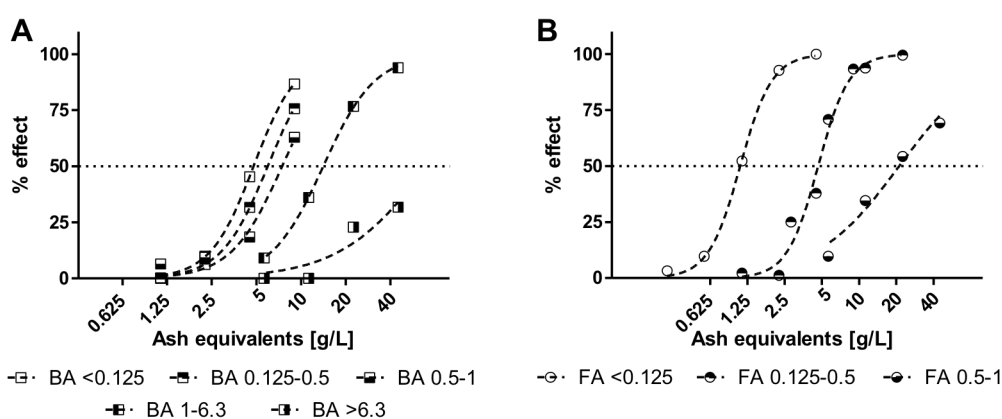 A
B
% effect
100
75
50
25
0
0.625
1.25
2.5
5
10
20
40
Ash equivalents [g/L]
% effect
100
75
50
25
0
0.625
1.25
2.5
5
10
20
40
Ash equivalents [g/L]
BA <0.125
BA 0.125-0.5
BA 0.5-1
BA 1-6.3
BA >6.3
FA <0.125
FA 0.125-0.5
FA 0.5-1